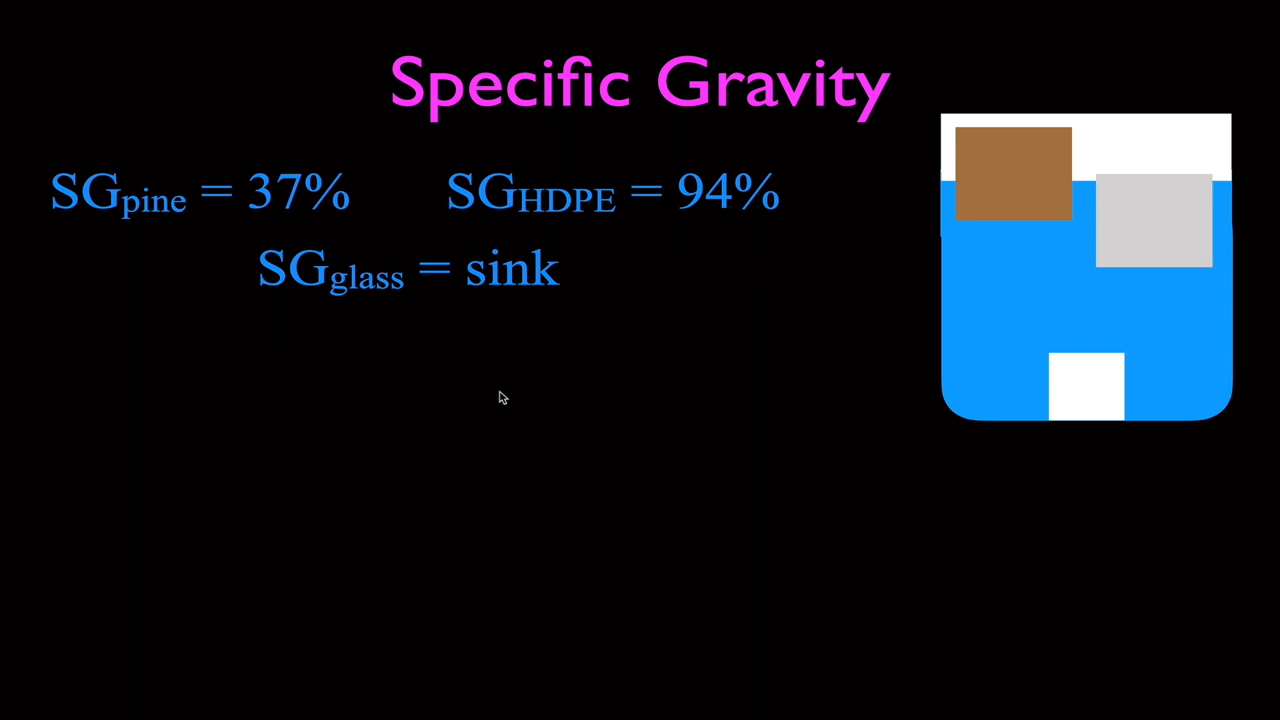 Specific Gravity
SGpine = 37% SGHDPE = 94%
SGglass = sink